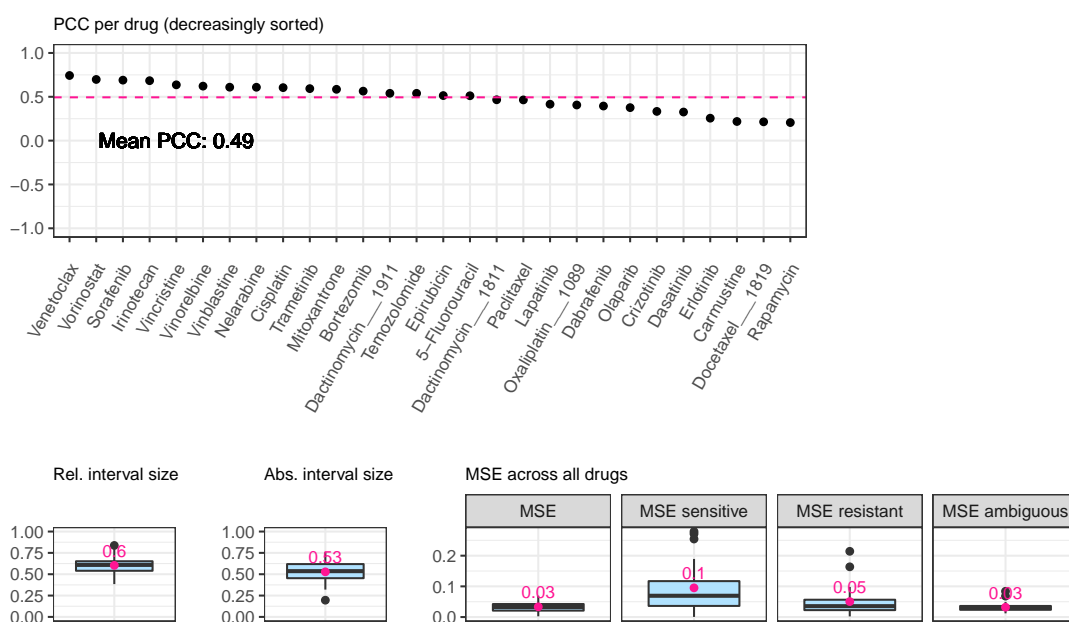 PCC per drug (decreasingly sorted)
1.0
0.5
0.0
−0.5
−1.0
Mean PCC: 0.49
Venetoclax
Vorinostat
Sorafenib
Irinotecan
Vincristine
Vinorelbine
Vinblastine
Nelarabine
Cisplatin
Trametinib
Mitoxantrone
Bortezomib
Dactinomycin___1911
Temozolomide
Epirubicin
5−Fluorouracil
Dactinomycin___1811
Paclitaxel
Lapatinib
Oxaliplatin___1089
Dabrafenib
Olaparib
Crizotinib
Dasatinib
Erlotinib
Carmustine
Docetaxel___1819
Rapamycin
Rel. interval size
1.00
0.75
0.50
0.25
0.00
0.6
Abs. interval size
1.00
0.75
0.50
0.25
0.00
0.53
MSE across all drugs
MSE
MSE sensitive
MSE resistant
MSE ambiguous
0.2
0.1
0.0
0.03
0.1
0.05
0.03